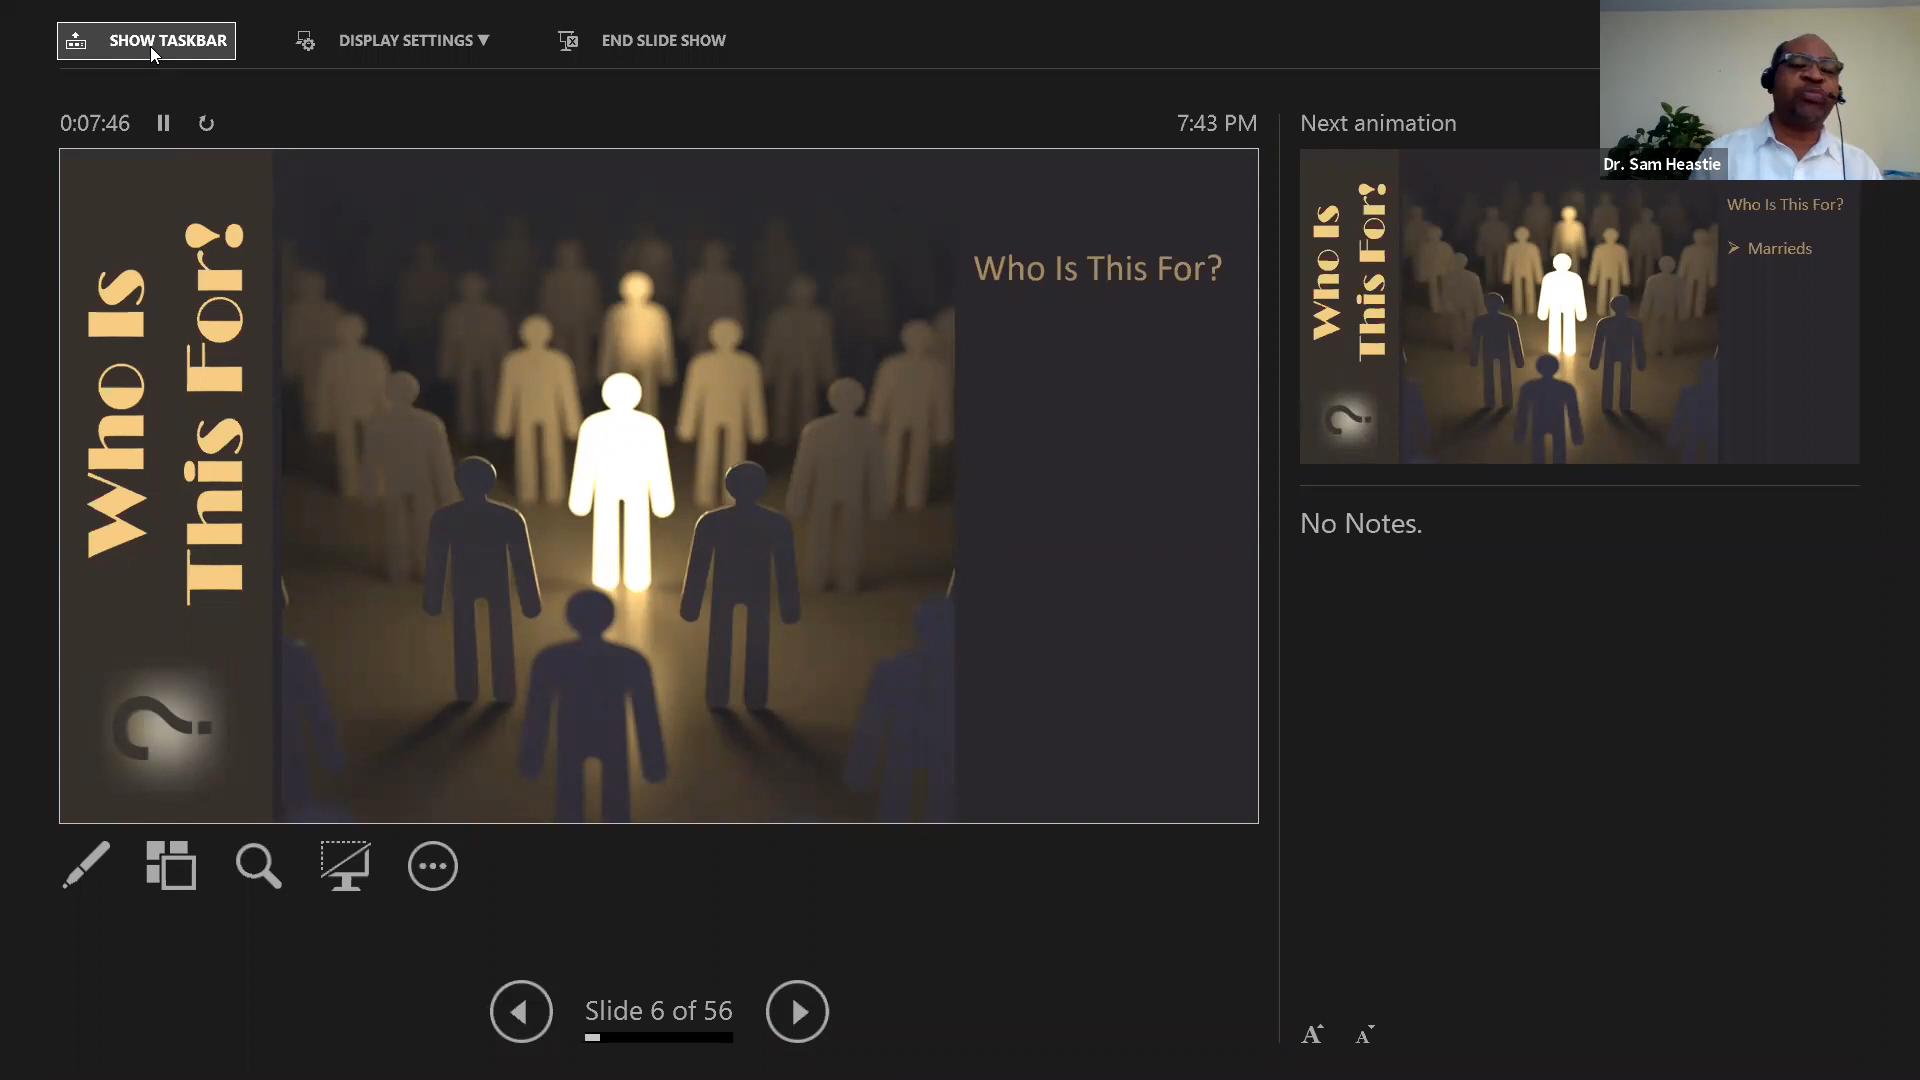 SHOW TASKBAR
DISPLAY SETTINGS ▼
END SLIDE SHOW
0:07:46
7:43 PM
Next animation
Dr. Sam Heastie
Who Is
This For?
Who Is This For?
?
Who Is
This For?
Who Is This For?
➢ Marrieds
?
No Notes.
Slide 6 of 56
A
A